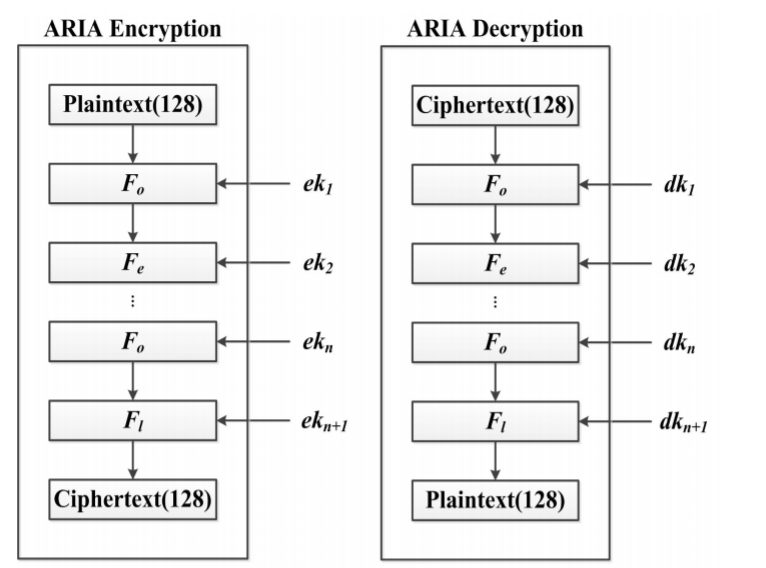 ARIA Encryption
Plaintext(128)
Fo
ek1
Fe
ek2
⋮
Fo
ekn
Fl
ekn+1
Ciphertext(128)
ARIA Decryption
Ciphertext(128)
Fo
dk1
Fe
dk2
⋮
Fo
dkn
Fl
dkn+1
Plaintext(128)